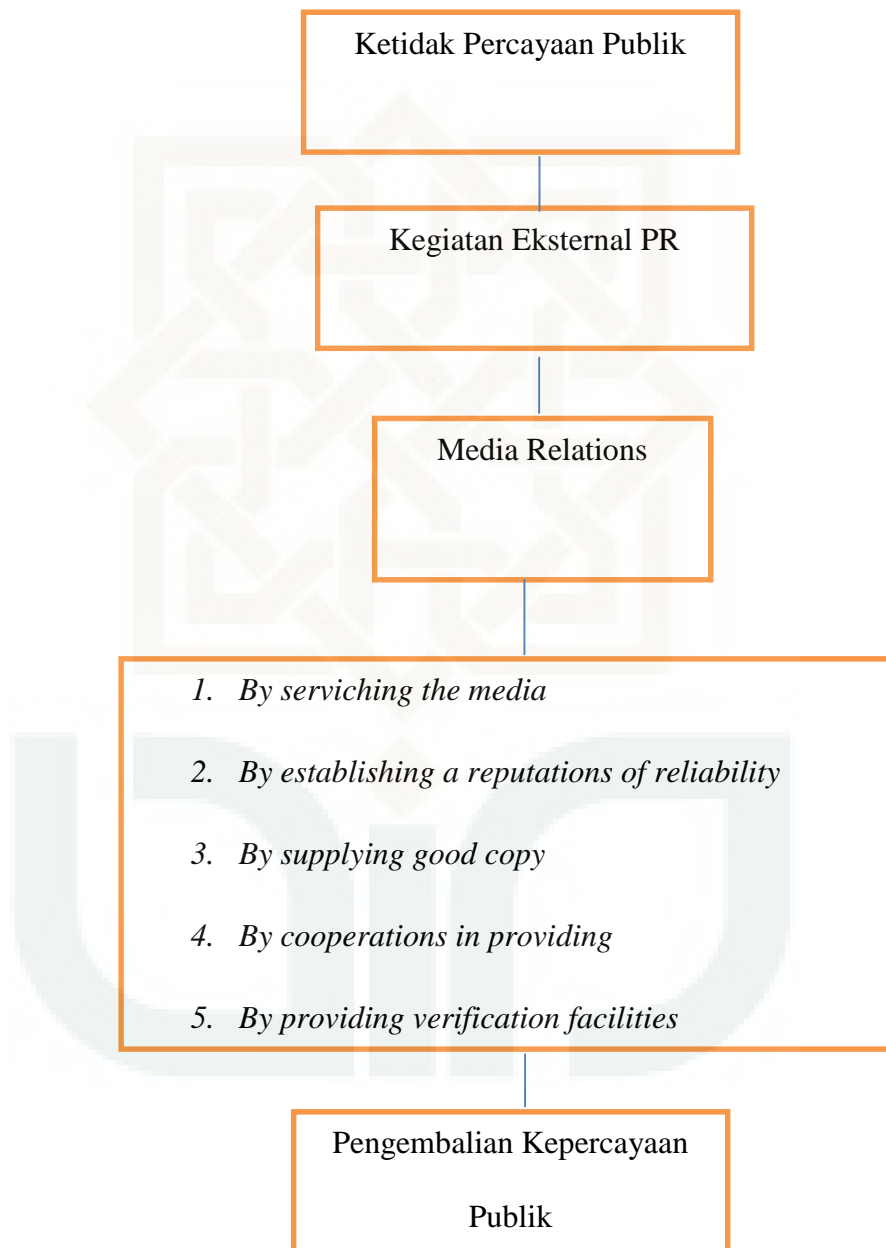 Ketidak Percayaan Publik
Kegiatan Eksternal PR
Media Relations
1. By serviching the media
2. By establishing a reputations of reliability
3. By supplying good copy
4. By cooperations in providing
5. By providing verification facilities
Pengembalian Kepercayaan
Publik